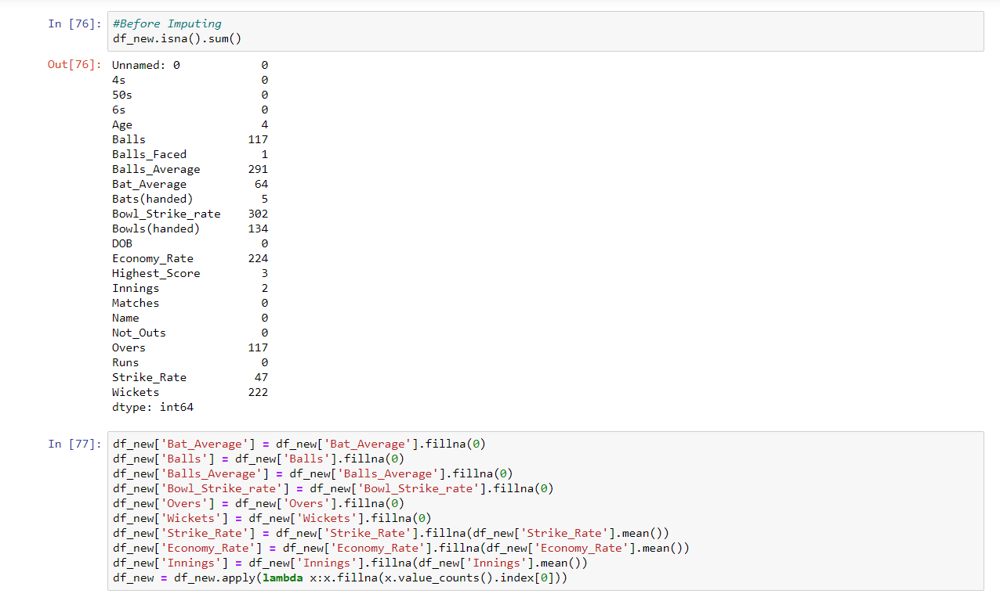 In [76]: #Before Imputing
df_new.isna().sum()
Out[76]: Unnamed: 0 0
4s 0
50s 0
6s 0
Age 4
Balls 117
Balls_Faced 1
Balls_Average 291
Bat_Average 64
Bats(handed) 5
Bowl_Strike_rate 302
Bowls(handed) 134
DOB 0
Economy_Rate 224
Highest_Score 3
Innings 2
Matches 0
Name 0
Not_Outs 0
Overs 117
Runs 0
Strike_Rate 47
Wickets 222
dtype: int64
In [77]: df_new['Bat_Average'] = df_new['Bat_Average'].fillna(0)
df_new['Balls'] = df_new['Balls'].fillna(0)
df_new['Balls_Average'] = df_new['Balls_Average'].fillna(0)
df_new['Bowl_Strike_rate'] = df_new['Bowl_Strike_rate'].fillna(0)
df_new['Overs'] = df_new['Overs'].fillna(0)
df_new['Wickets'] = df_new['Wickets'].fillna(0)
df_new['Strike_Rate'] = df_new['Strike_Rate'].fillna(df_new['Strike_Rate'].mean())
df_new['Economy_Rate'] = df_new['Economy_Rate'].fillna(df_new['Economy_Rate'].mean())
df_new['Innings'] = df_new['Innings'].fillna(df_new['Innings'].mean())
df_new = df_new.apply(lambda x:x.fillna(x.value_counts().index[0]))